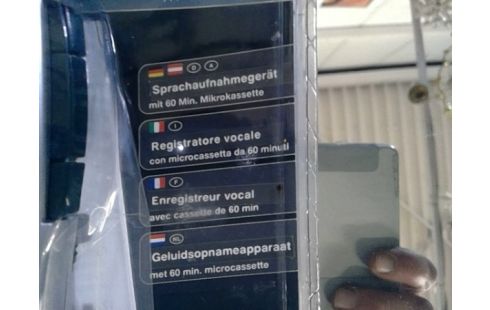 D A
Sprachaufnahmegerät
mit 60 Min. Mikrokassette
I
Registratore vocale
con microcassetta da 60 minuti
F
Enregistreur vocal
avec cassette de 60 min
NL
Geluidsopnameapparaat
met 60 min. microcassette